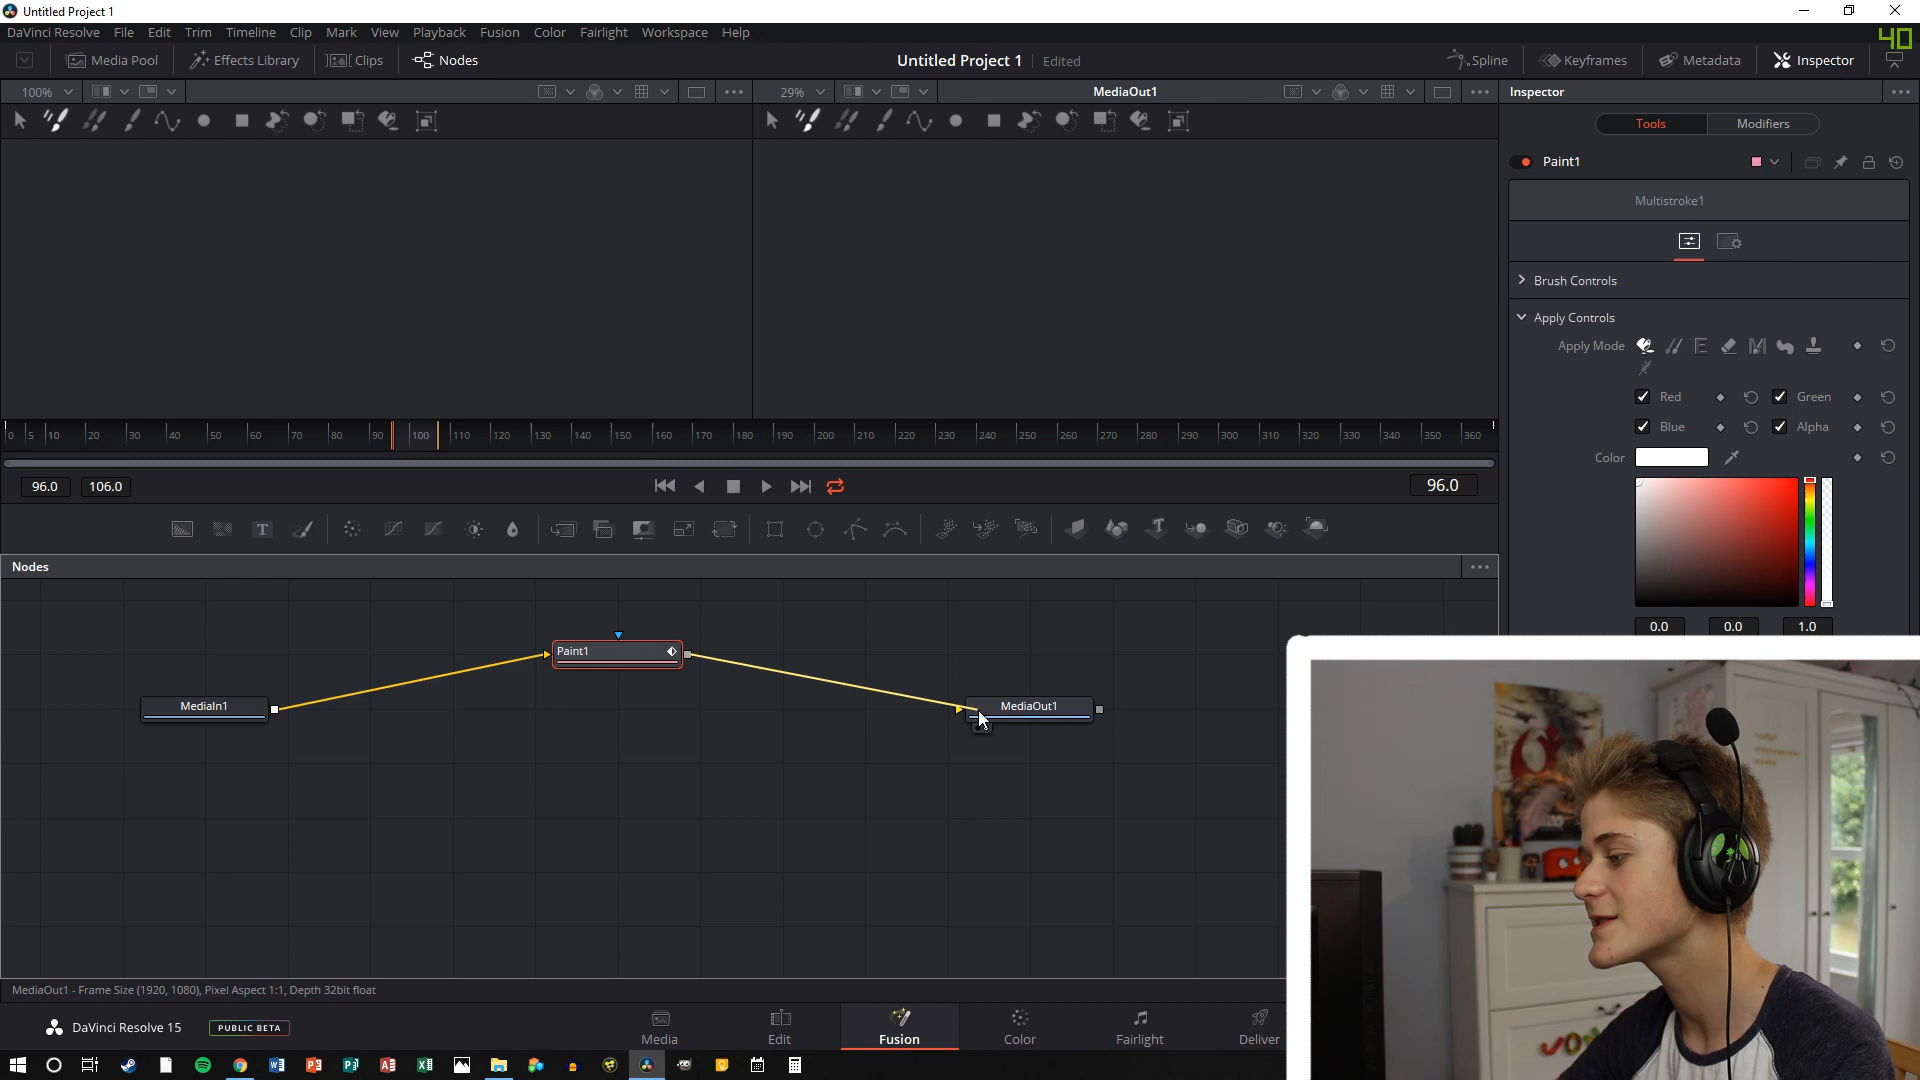 Untitled Project 1
DaVinci Resolve File Edit Trim Timeline Clip Mark View Playback Fusion Color Fairlight Workspace Help
40
Media Pool Effects Library Clips Nodes Untitled Project 1 Edited Spline Keyframes Metadata Inspector
100% 29% MediaOut1 Inspector
Tools Modifiers
Paint1
Multistroke1
Brush Controls
Apply Controls
Apply Mode
Red Green
Blue Alpha
Color
0.0 0.0 1.0
0 5 10 20 30 40 50 60 70 80 90 100 110 120 130 140 150 160 170 180 190 200 210 220 230 240 250 260 270 280 290 300 310 320 330 340 350 360
96.0 106.0 96.0
Nodes
Paint1
MediaIn1 MediaOut1
MediaOut1 - Frame Size (1920, 1080), Pixel Aspect 1:1, Depth 32bit float
DaVinci Resolve 15 PUBLIC BETA
Media Edit Fusion Color Fairlight Deliver